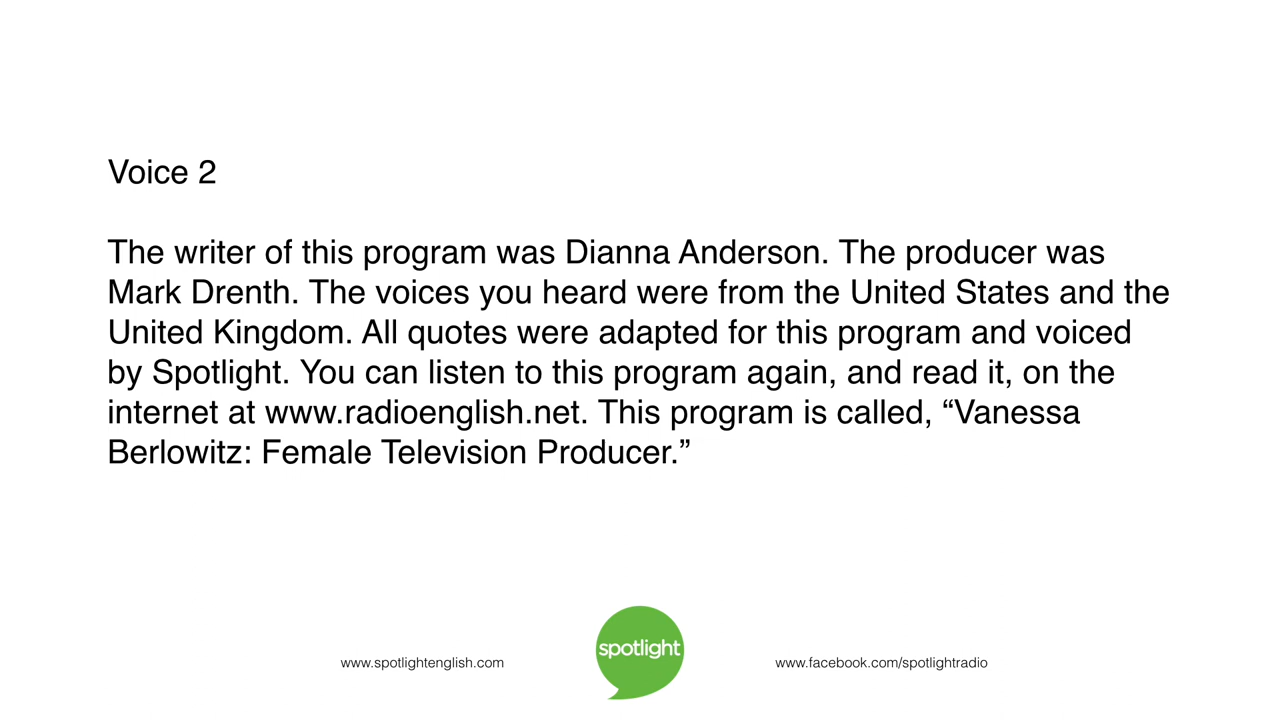 Voice 2
The writer of this program was Dianna Anderson. The producer was
Mark Drenth. The voices you heard were from the United States and the
United Kingdom. All quotes were adapted for this program and voiced
by Spotlight. You can listen to this program again, and read it, on the
internet at www.radioenglish.net. This program is called, “Vanessa
Berlowitz: Female Television Producer.”
www.spotlightenglish.com
spotlight
www.facebook.com/spotlightradio